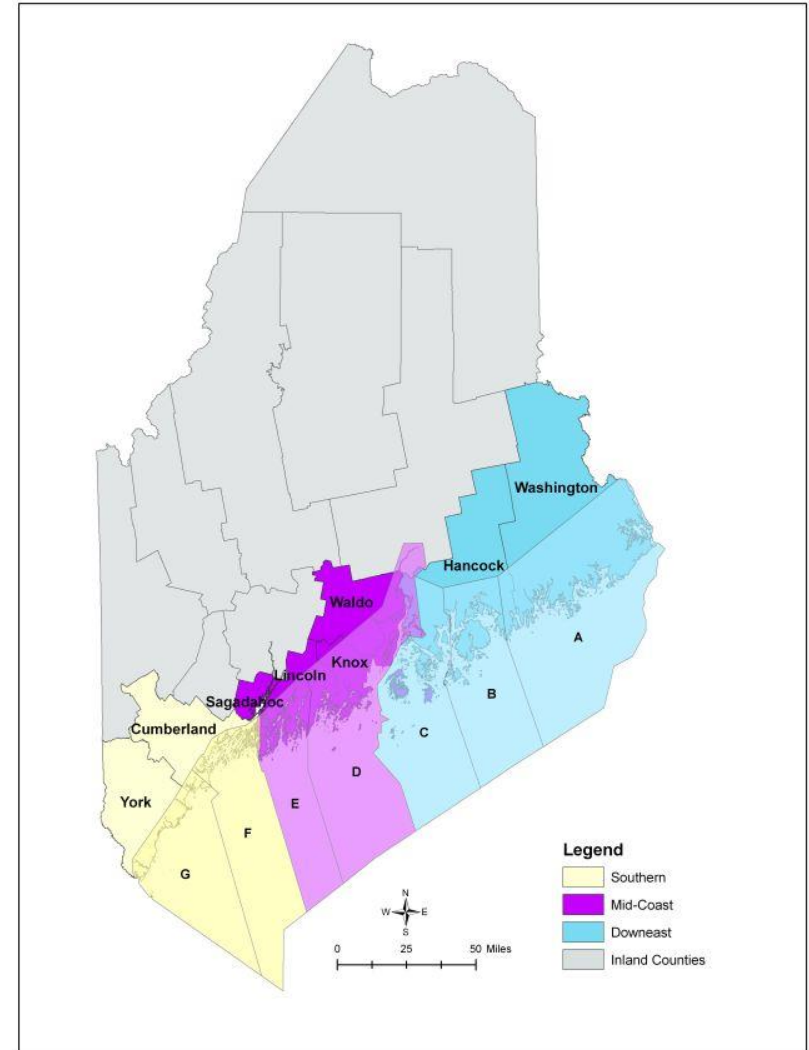 Washington
Hancock
Waldo
A
Knox
Lincoln
B
Sagadahoc
Cumberland
C
D
York
E
F
G
Legend
Southern
Mid-Coast
Downeast
Inland Counties
N
W E
S
0 25 50 Miles